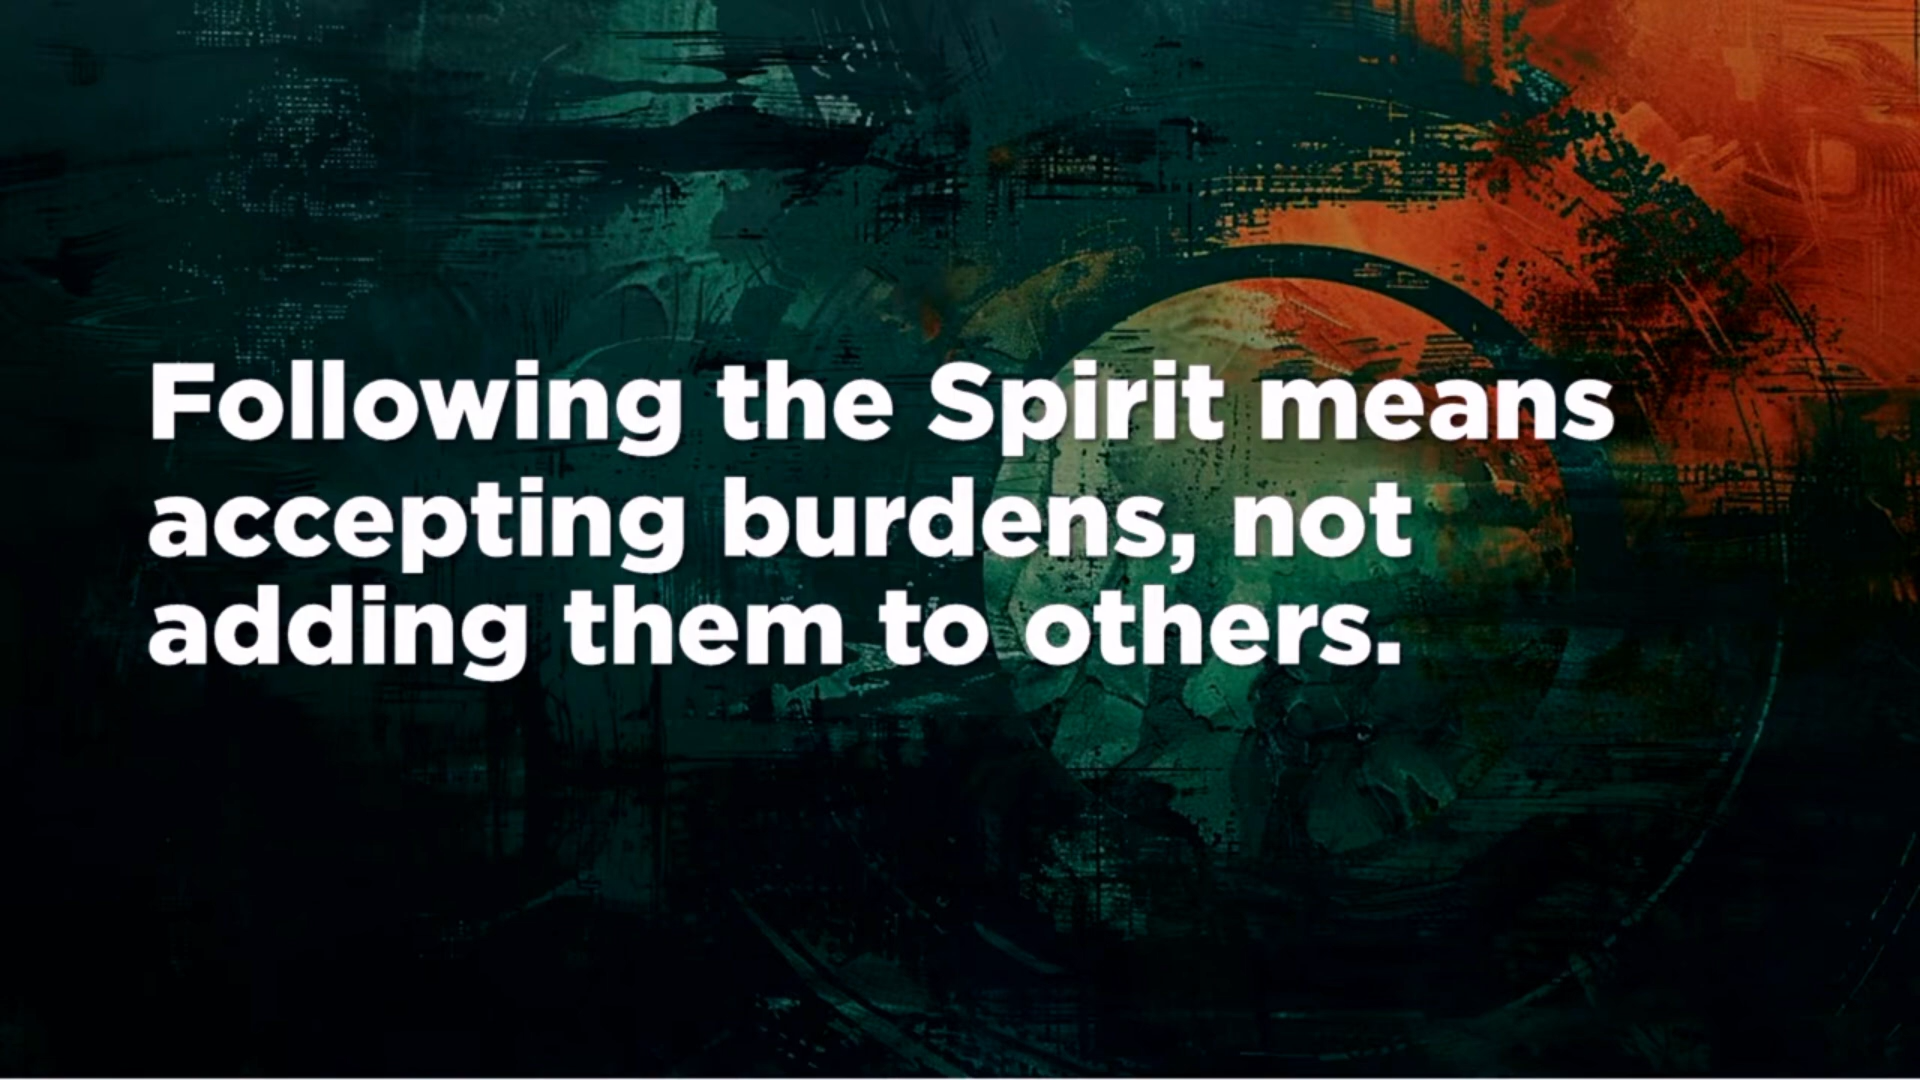 Following the Spirit means
accepting burdens, not
adding them to others.